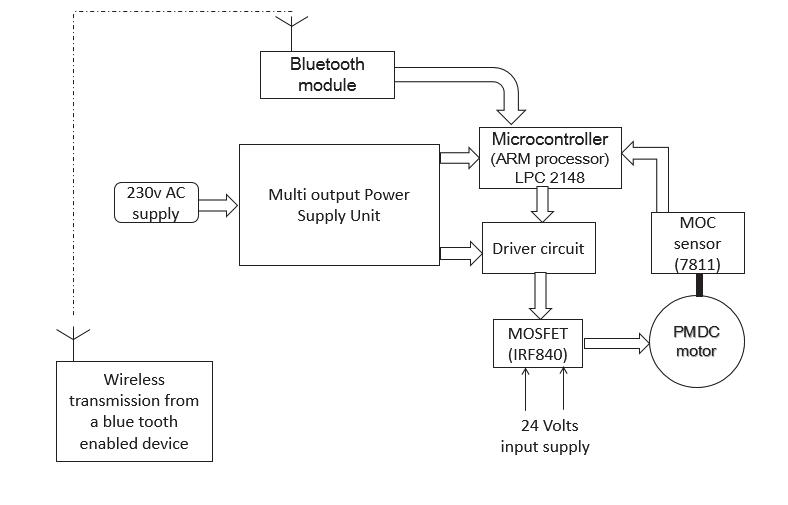 Bluetooth
module
Microcontroller
(ARM processor)
LPC 2148
230v AC
supply
Multi output Power
Supply Unit
MOC
sensor
(7811)
Driver circuit
MOSFET
(IRF840)
PMDC
motor
Wireless
transmission from
a blue tooth
enabled device
24 Volts
input supply